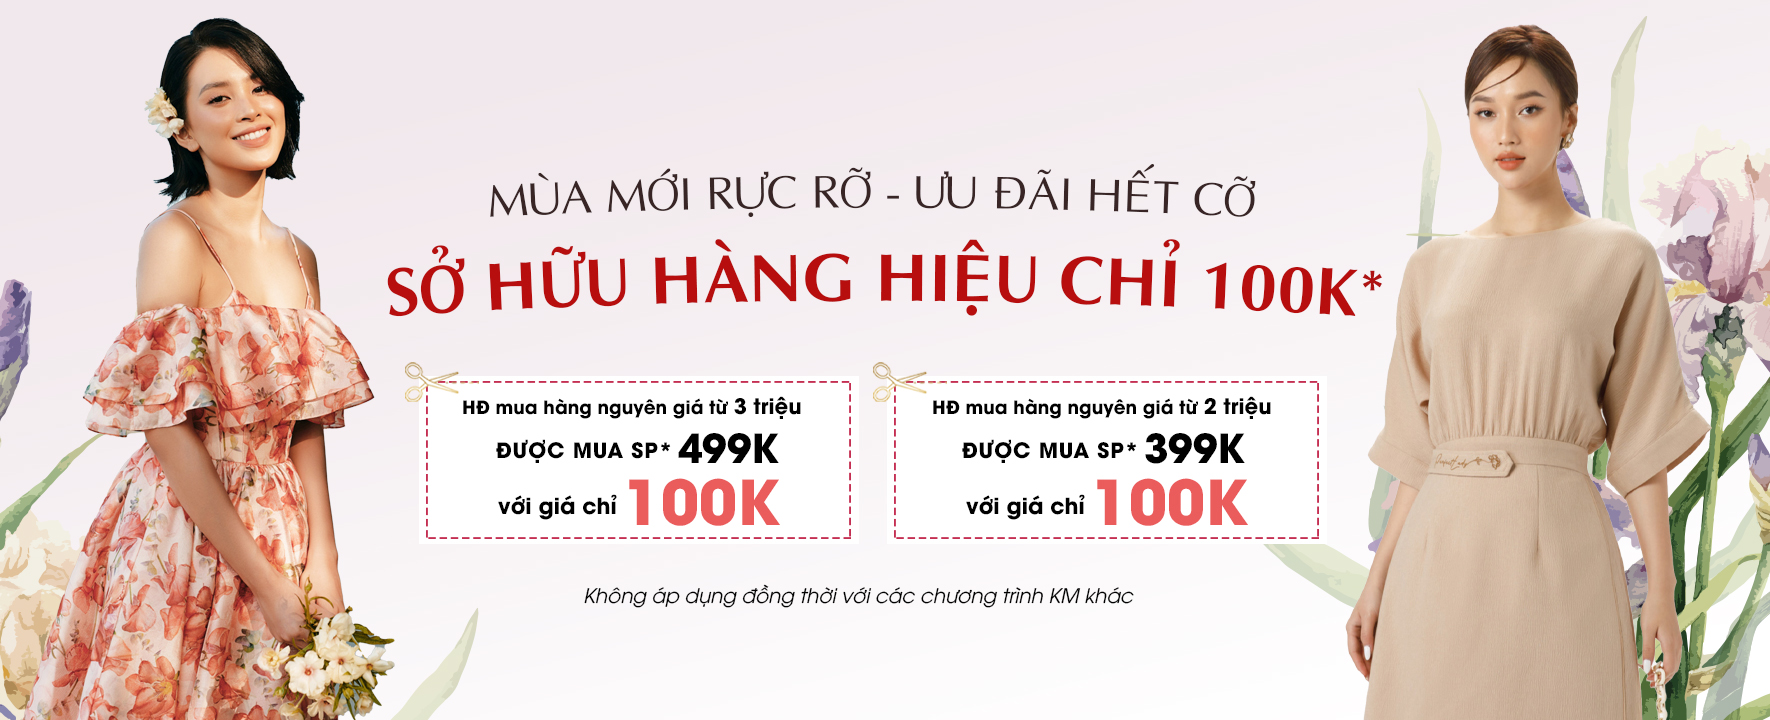 MÙA MỚI RỰC RỠ - ƯU ĐÃI HẾT CỠ
SỞ HỮU HÀNG HIỆU CHỈ 100K*
HĐ mua hàng nguyên giá từ 3 triệu
ĐƯỢC MUA SP* 499K
với giá chỉ 100K
HĐ mua hàng nguyên giá từ 2 triệu
ĐƯỢC MUA SP* 399K
với giá chỉ 100K
Không áp dụng đồng thời với các chương trình KM khác